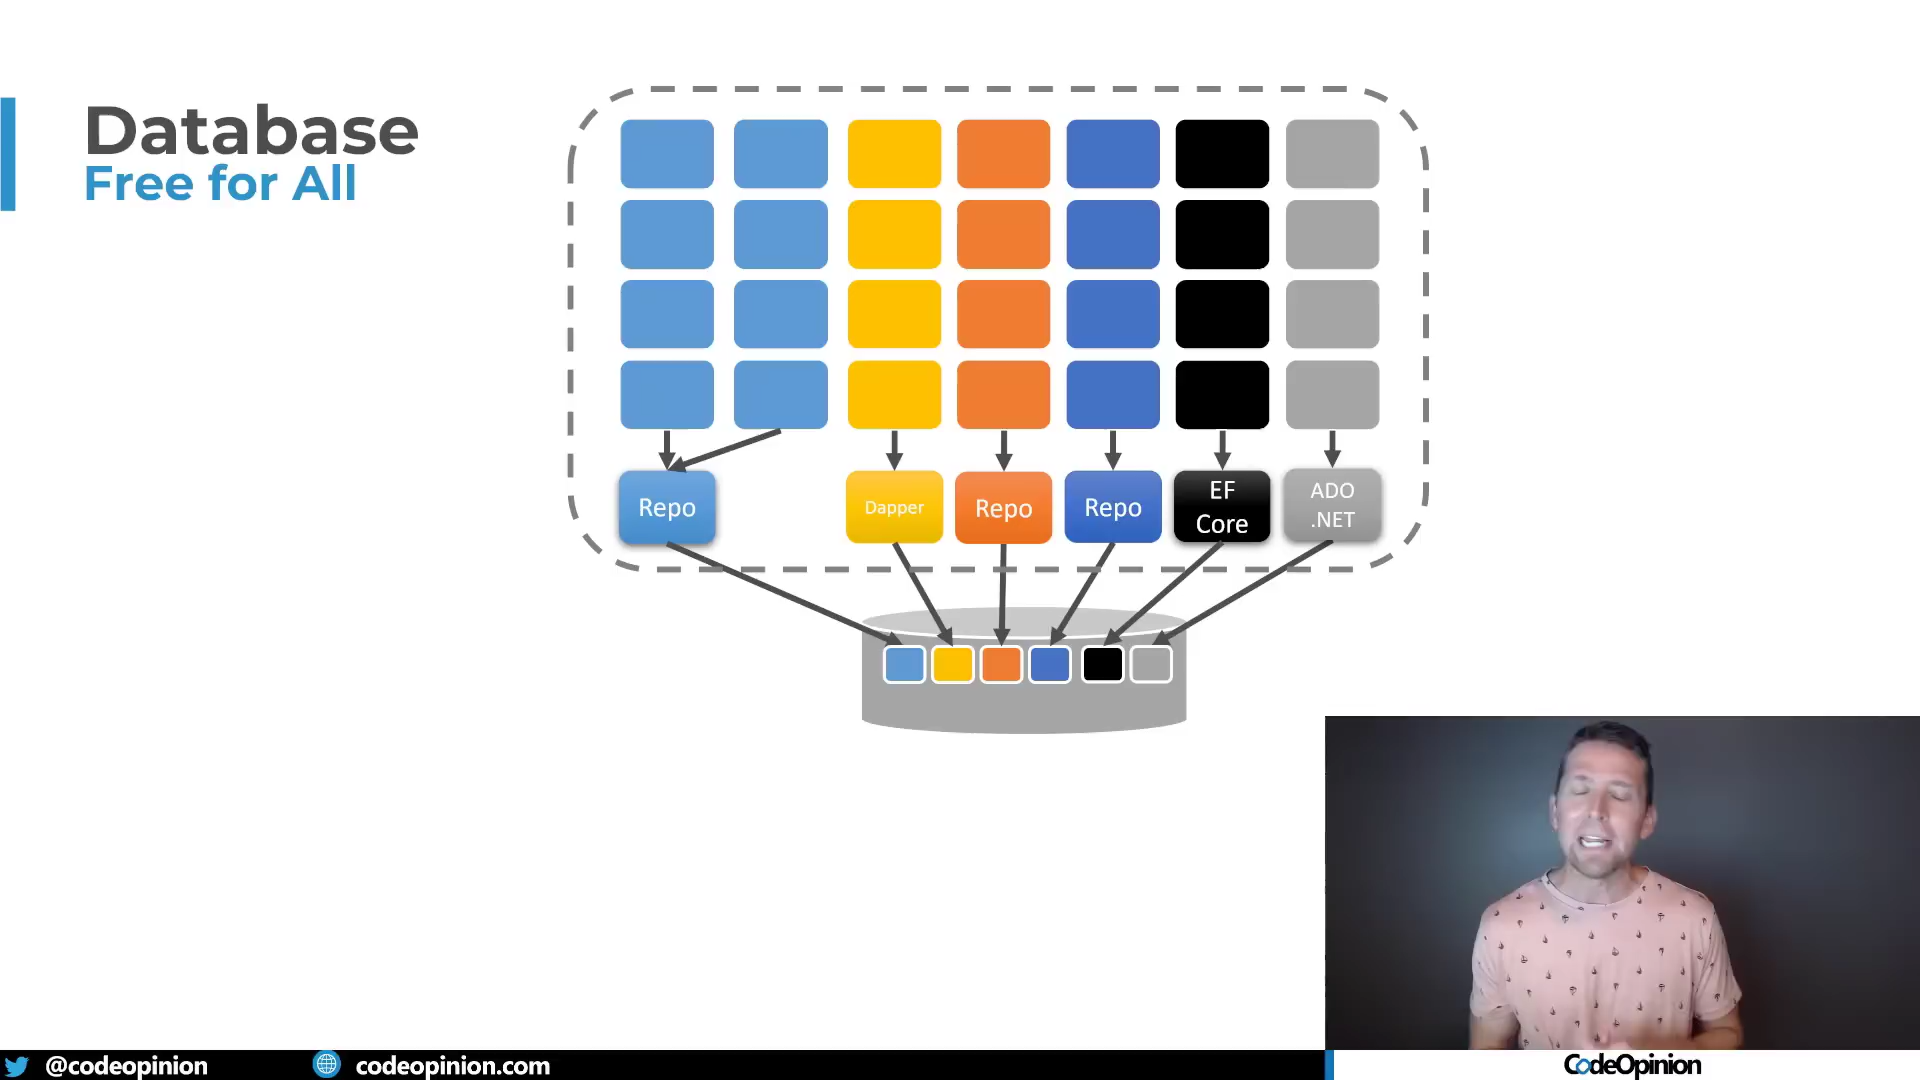 Database
Free for All
Repo
Dapper
Repo
Repo
EF
Core
ADO
.NET
@codeopinion
codeopinion.com
CodeOpinion